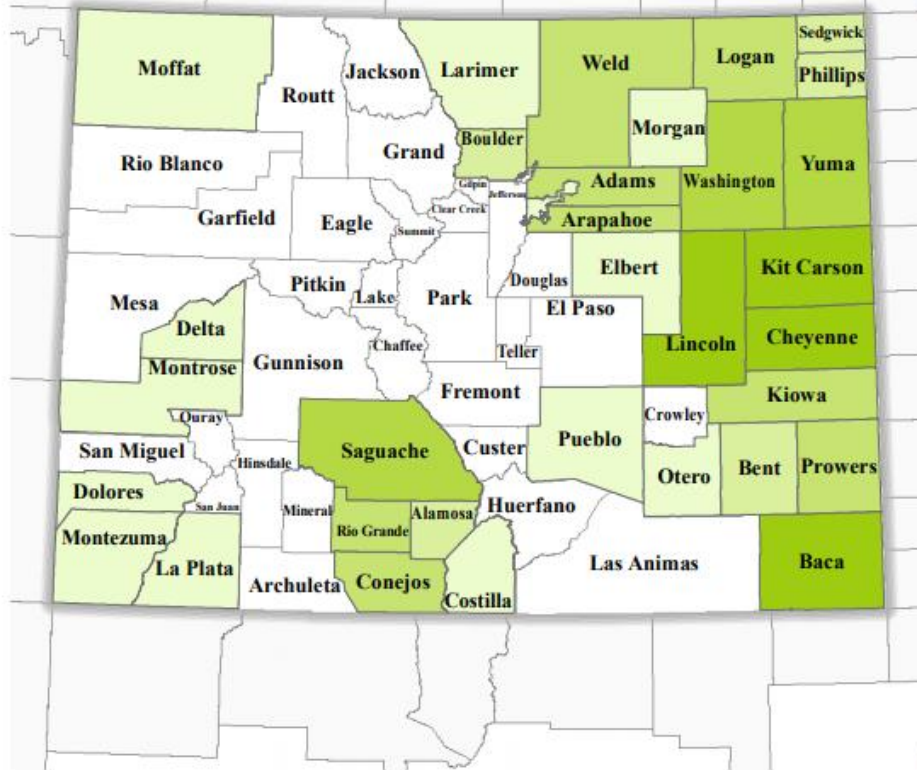 Moffat
Routt
Jackson
Larimer
Weld
Logan
Sedgwick
Phillips
Rio Blanco
Grand
Boulder
Morgan
Washington
Yuma
Garfield
Eagle
Summit
Gilpin
Clear Creek
Jefferson
Adams
Arapahoe
Mesa
Pitkin
Lake
Park
Douglas
Elbert
Kit Carson
Delta
Montrose
Gunnison
Chaffee
Teller
El Paso
Lincoln
Cheyenne
Ouray
San Miguel
Hinsdale
Saguache
Fremont
Custer
Pueblo
Crowley
Kiowa
Otero
Bent
Prowers
Dolores
San Juan
Mineral
Rio Grande
Alamosa
Huerfano
Montezuma
La Plata
Archuleta
Conejos
Costilla
Las Animas
Baca